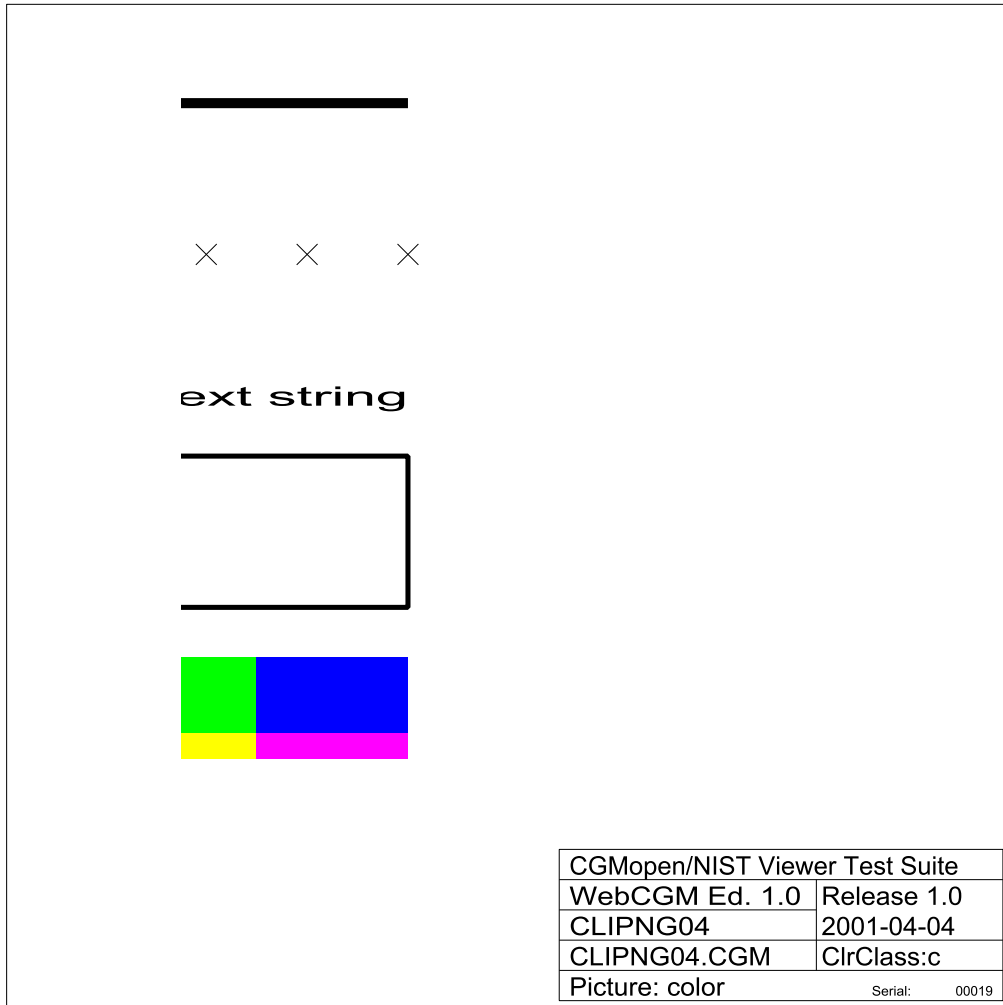 ext string
CGMopen/NIST Viewer Test Suite
WebCGM Ed. 1.0 Release 1.0
CLIPNG04 2001-04-04
CLIPNG04.CGM ClrClass:c
Picture: color Serial: 00019